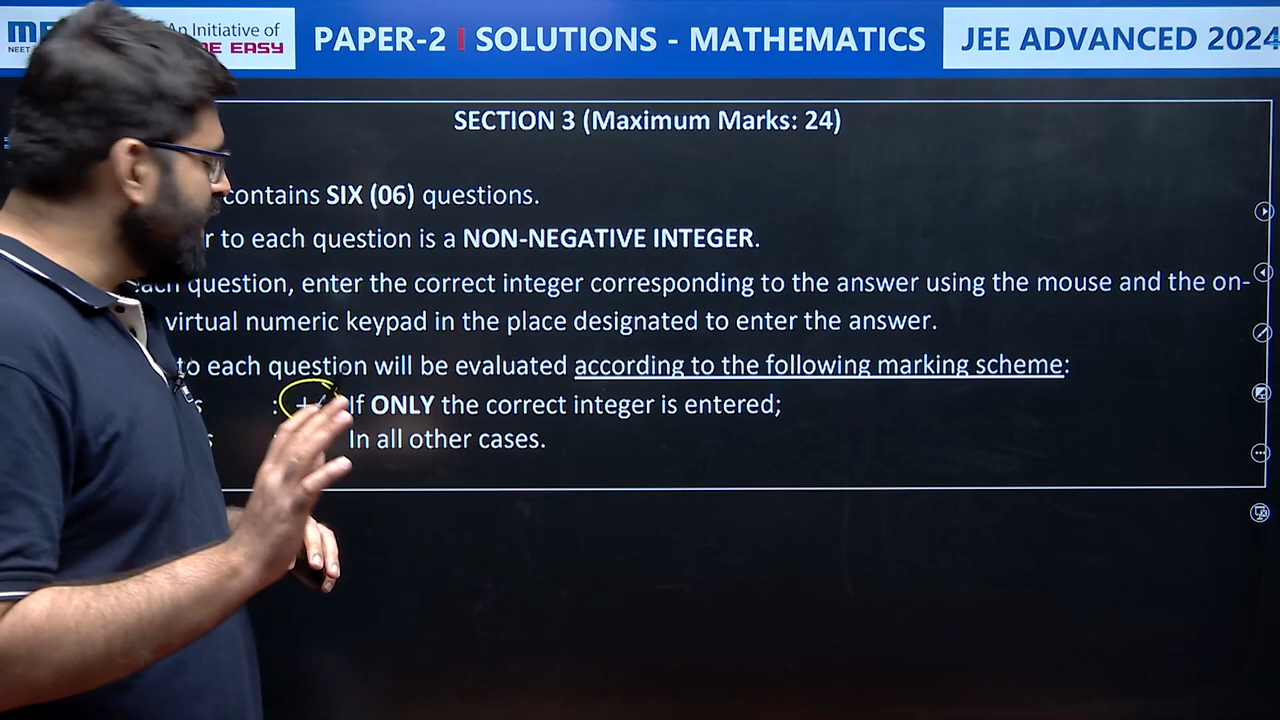 An Initiative of
NEET
E EASY
PAPER-2 I SOLUTIONS - MATHEMATICS
JEE ADVANCED 2024
SECTION 3 (Maximum Marks: 24)
contains SIX (06) questions.
r to each question is a NON-NEGATIVE INTEGER.
each question, enter the correct integer corresponding to the answer using the mouse and the on-
virtual numeric keypad in the place designated to enter the answer.
to each question will be evaluated according to the following marking scheme:
s : If ONLY the correct integer is entered;
s In all other cases.